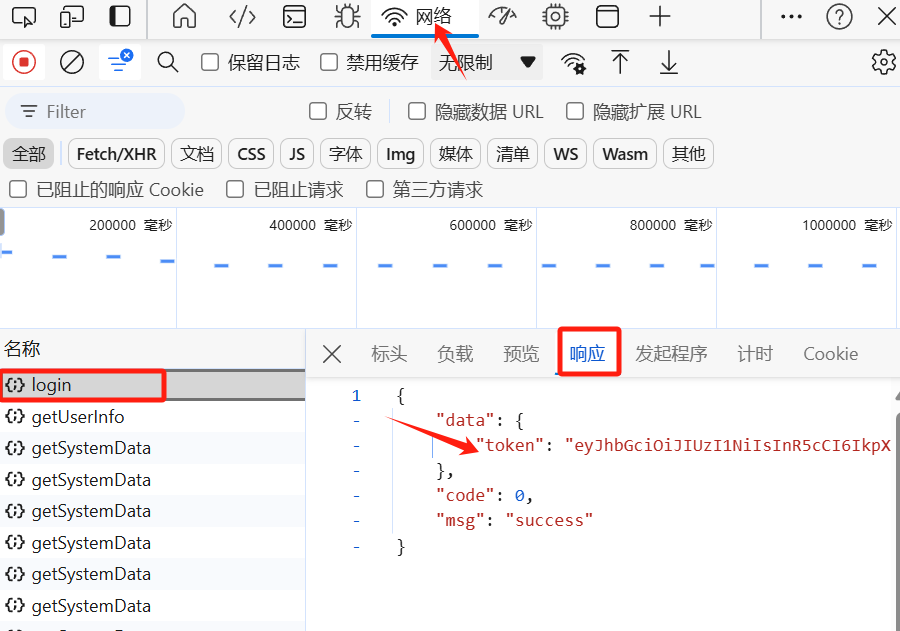 网络
保留日志 禁用缓存 无限制
Filter 反转 隐藏数据 URL 隐藏扩展 URL
全部 Fetch/XHR 文档 CSS JS 字体 Img 媒体 清单 WS Wasm 其他
已阻止的响应 Cookie 已阻止请求 第三方请求
200000 毫秒 400000 毫秒 600000 毫秒 800000 毫秒 1000000 毫秒
名称
标头 负载 预览 响应 发起程序 计时 Cookie
login
getUserInfo
getSystemData
getSystemData
getSystemData
getSystemData
getSystemData
getSystemData
1 {
- "data": {
- "token": "eyJhbGciOiJIUzI1NiIsInR5cCI6IkpX
- },
- "code": 0,
- "msg": "success"
- }